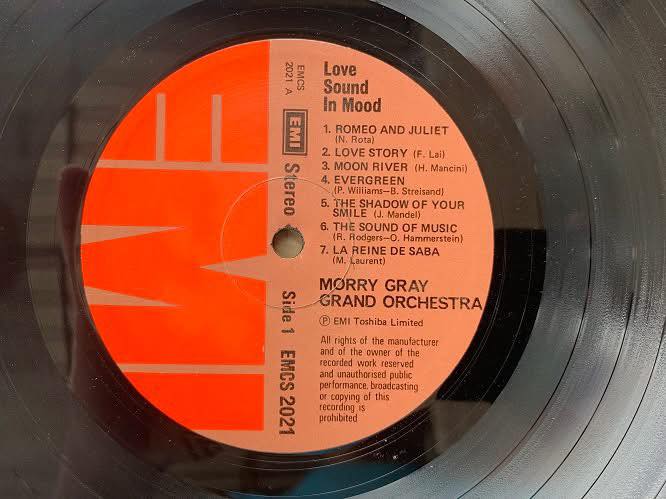 EMI
EMCS
2021 A
EMI
Stereo
Side 1
EMCS 2021
Love
Sound
In Mood
1. ROMEO AND JULIET
(N. Rota)
2. LOVE STORY (F. Lai)
3. MOON RIVER (H. Mancini)
4. EVERGREEN
(P. Williams—B. Streisand)
5. THE SHADOW OF YOUR
SMILE (J. Mandel)
6. THE SOUND OF MUSIC
(R. Rodgers—O. Hammerstein)
7. LA REINE DE SABA
(M. Laurent)
MORRY GRAY
GRAND ORCHESTRA
Ⓟ EMI Toshiba Limited
All rights of the manufacturer
and of the owner of the
recorded work reserved
and unauthorised public
performance, broadcasting
or copying of this
recording is
prohibited